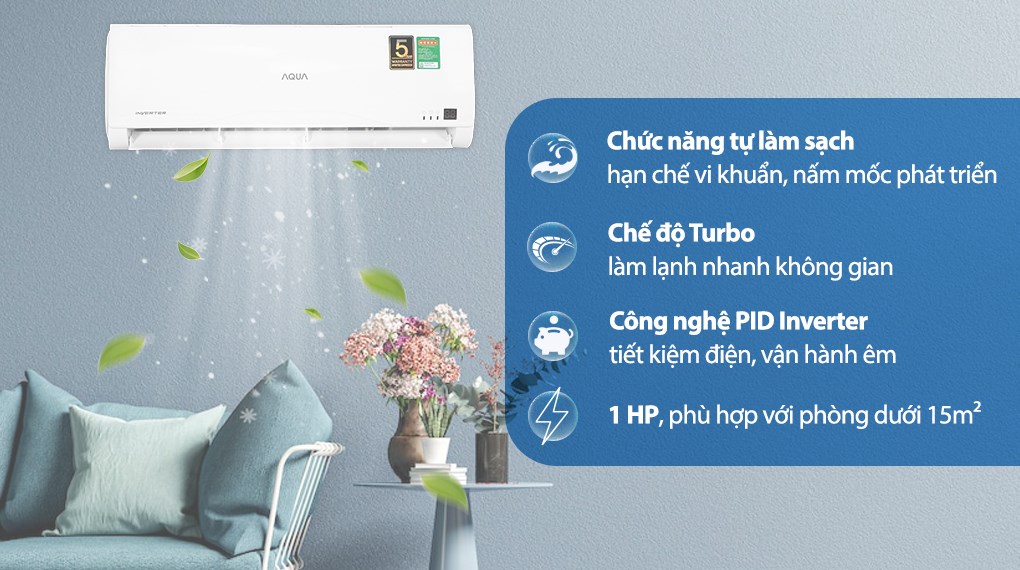 AQUA
5
INVERTER
Chức năng tự làm sạch
hạn chế vi khuẩn, nấm mốc phát triển
Chế độ Turbo
làm lạnh nhanh không gian
Công nghệ PID Inverter
tiết kiệm điện, vận hành êm
1 HP, phù hợp với phòng dưới 15m²